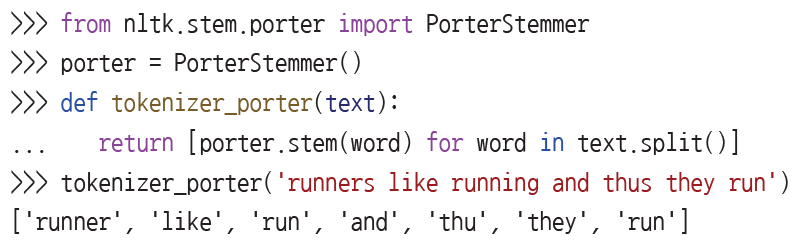 >>> from nltk.stem.porter import PorterStemmer
>>> porter = PorterStemmer()
>>> def tokenizer_porter(text):
...    return [porter.stem(word) for word in text.split()]
>>> tokenizer_porter('runners like running and thus they run')
['runner', 'like', 'run', 'and', 'thu', 'they', 'run']